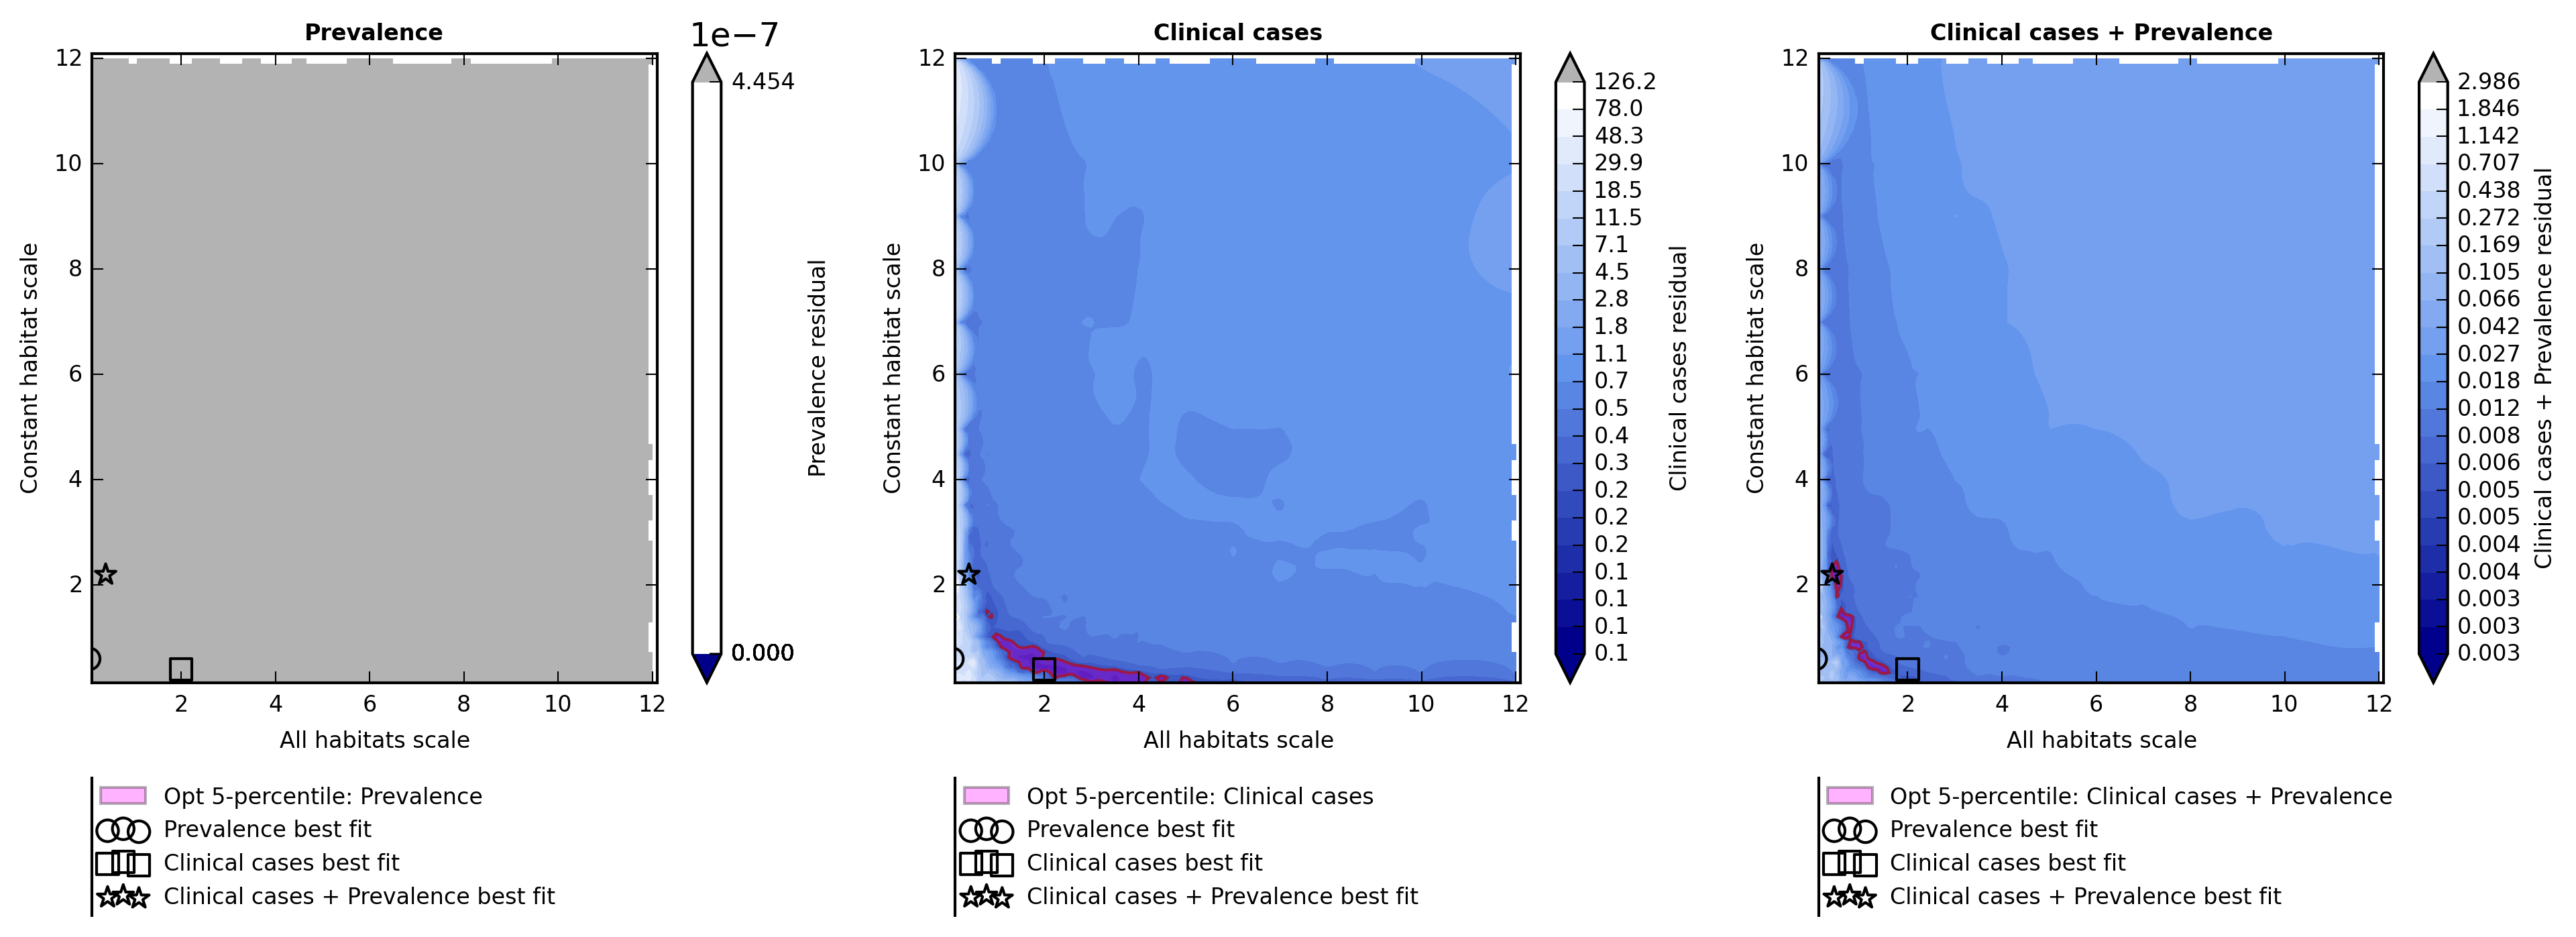 Prevalence
1e−7
12
10
8
6
4
2
Constant habitat scale
2 4 6 8 10 12
All habitats scale
4.454
0.000
Prevalence residual
Opt 5-percentile: Prevalence
Prevalence best fit
Clinical cases best fit
Clinical cases + Prevalence best fit
Clinical cases
12
10
8
6
4
2
Constant habitat scale
2 4 6 8 10 12
All habitats scale
126.2
78.0
48.3
29.9
18.5
11.5
7.1
4.5
2.8
1.8
1.1
0.7
0.5
0.4
0.3
0.2
0.2
0.2
0.1
0.1
0.1
0.1
Clinical cases residual
Opt 5-percentile: Clinical cases
Prevalence best fit
Clinical cases best fit
Clinical cases + Prevalence best fit
Clinical cases + Prevalence
12
10
8
6
4
2
Constant habitat scale
2 4 6 8 10 12
All habitats scale
2.986
1.846
1.142
0.707
0.438
0.272
0.169
0.105
0.066
0.042
0.027
0.018
0.012
0.008
0.006
0.005
0.005
0.004
0.004
0.003
0.003
0.003
Clinical cases + Prevalence residual
Opt 5-percentile: Clinical cases + Prevalence
Prevalence best fit
Clinical cases best fit
Clinical cases + Prevalence best fit